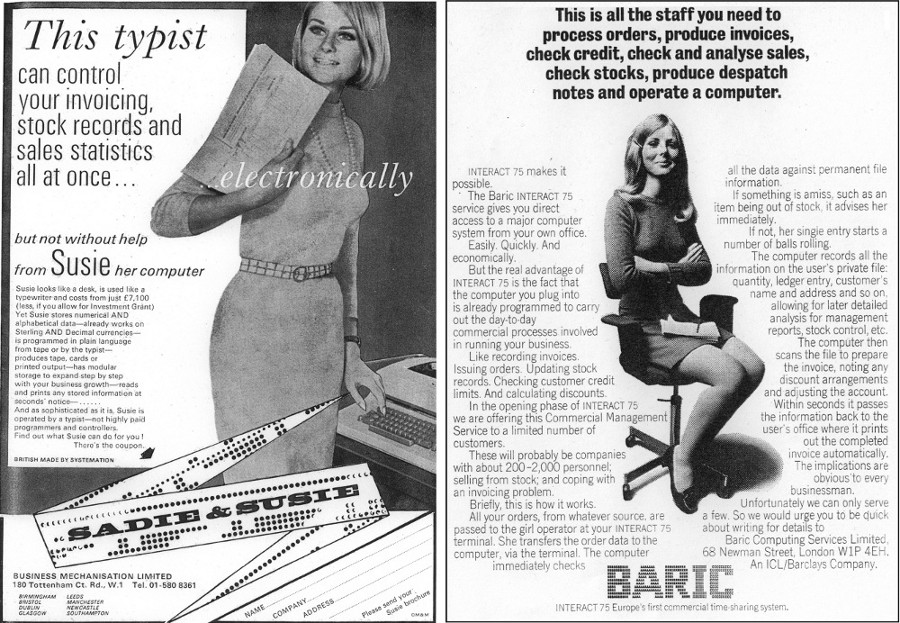 This typist
can control
your invoicing,
stock records and
sales statistics
all at once...
...electronically
but not without help
from Susie her computer
Susie looks like a desk, is used like a
typewriter and costs from just £7,100
(less, if you allow for Investment Grant)
Yet Susie stores numerical AND
alphabetical data—already works on
Sterling AND Decimal currencies—
is programmed in plain language
from tape or by the typist—
produces tape, cards or
printed output—has modular
storage to expand step by step
with your business growth—reads
and prints any stored information at
seconds' notice—......
And as sophisticated as it is, Susie is
operated by a typist—not highly paid
programmers and controllers.
Find out what Susie can do for you!
There's the coupon.
BRITISH MADE BY SYSTEMATION
SADIE & SUSIE
BUSINESS MECHANISATION LIMITED
180 Tottenham Ct. Rd., W.1 Tel. 01-580 8361
BIRMINGHAM LEEDS
BRISTOL MANCHESTER
DUBLIN NEWCASTLE
GLASGOW SOUTHAMPTON
NAME
COMPANY
ADDRESS
Please send your
Susie brochure
This is all the staff you need to
process orders, produce invoices,
check credit, check and analyse sales,
check stocks, produce despatch
notes and operate a computer.
INTERACT 75 makes it
possible.
The Baric INTERACT 75
service gives you direct
access to a major computer
system from your own office.
Easily. Quickly. And
economically.
But the real advantage of
INTERACT 75 is the fact that
the computer you plug into
is already programmed to carry
out the day-to-day
commercial processes involved
in running your business.
Like recording invoices.
Issuing orders. Updating stock
records. Checking customer credit
limits. And calculating discounts.
In the opening phase of INTERACT 75
we are offering this Commercial Management
Service to a limited number of
customers.
These will probably be companies
with about 200-2,000 personnel;
selling from stock; and coping with
an invoicing problem.
Briefly, this is how it works.
All your orders, from whatever source, are
passed to the girl operator at your INTERACT 75
terminal. She transfers the order data to the
computer, via the terminal. The computer
immediately checks
all the data against permanent file
information.
If something is amiss, such as an
item being out of stock, it advises her
immediately.
If not, her single entry starts a
number of balls rolling.
The computer records all the
information on the user's private file:
quantity, ledger entry, customer's
name and address and so on,
allowing for later detailed
analysis for management
reports, stock control, etc.
The computer then
scans the file to prepare
the invoice, noting any
discount arrangements
and adjusting the account.
Within seconds it passes
the information back to the
user's office where it prints
out the completed
invoice automatically.
The implications are
obvious to every
businessman.
Unfortunately we can only serve
a few. So we would urge you to be quick
about writing for details to
Baric Computing Services Limited,
68 Newman Street, London W1P 4EH.
An ICL/Barclays Company.
BARIC
INTERACT 75 Europe's first commercial time-sharing system.